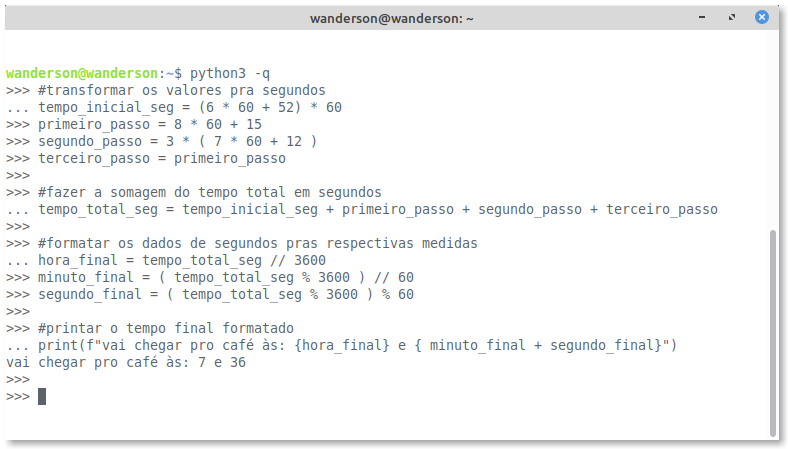 wanderson@wanderson: ~
wanderson@wanderson:~$ python3 -q
>>> #transformar os valores pra segundos
... tempo_inicial_seg = (6 * 60 + 52) * 60
>>> primeiro_passo = 8 * 60 + 15
>>> segundo_passo = 3 * ( 7 * 60 + 12 )
>>> terceiro_passo = primeiro_passo
>>>
>>> #fazer a somagem do tempo total em segundos
... tempo_total_seg = tempo_inicial_seg + primeiro_passo + segundo_passo + terceiro_passo
>>>
>>> #formatar os dados de segundos pras respectivas medidas
... hora_final = tempo_total_seg // 3600
>>> minuto_final = ( tempo_total_seg % 3600 ) // 60
>>> segundo_final = ( tempo_total_seg % 3600 ) % 60
>>>
>>> #printar o tempo final formatado
... print(f"vai chegar pro café às: {hora_final} e { minuto_final + segundo_final}")
vai chegar pro café às: 7 e 36
>>>
>>>